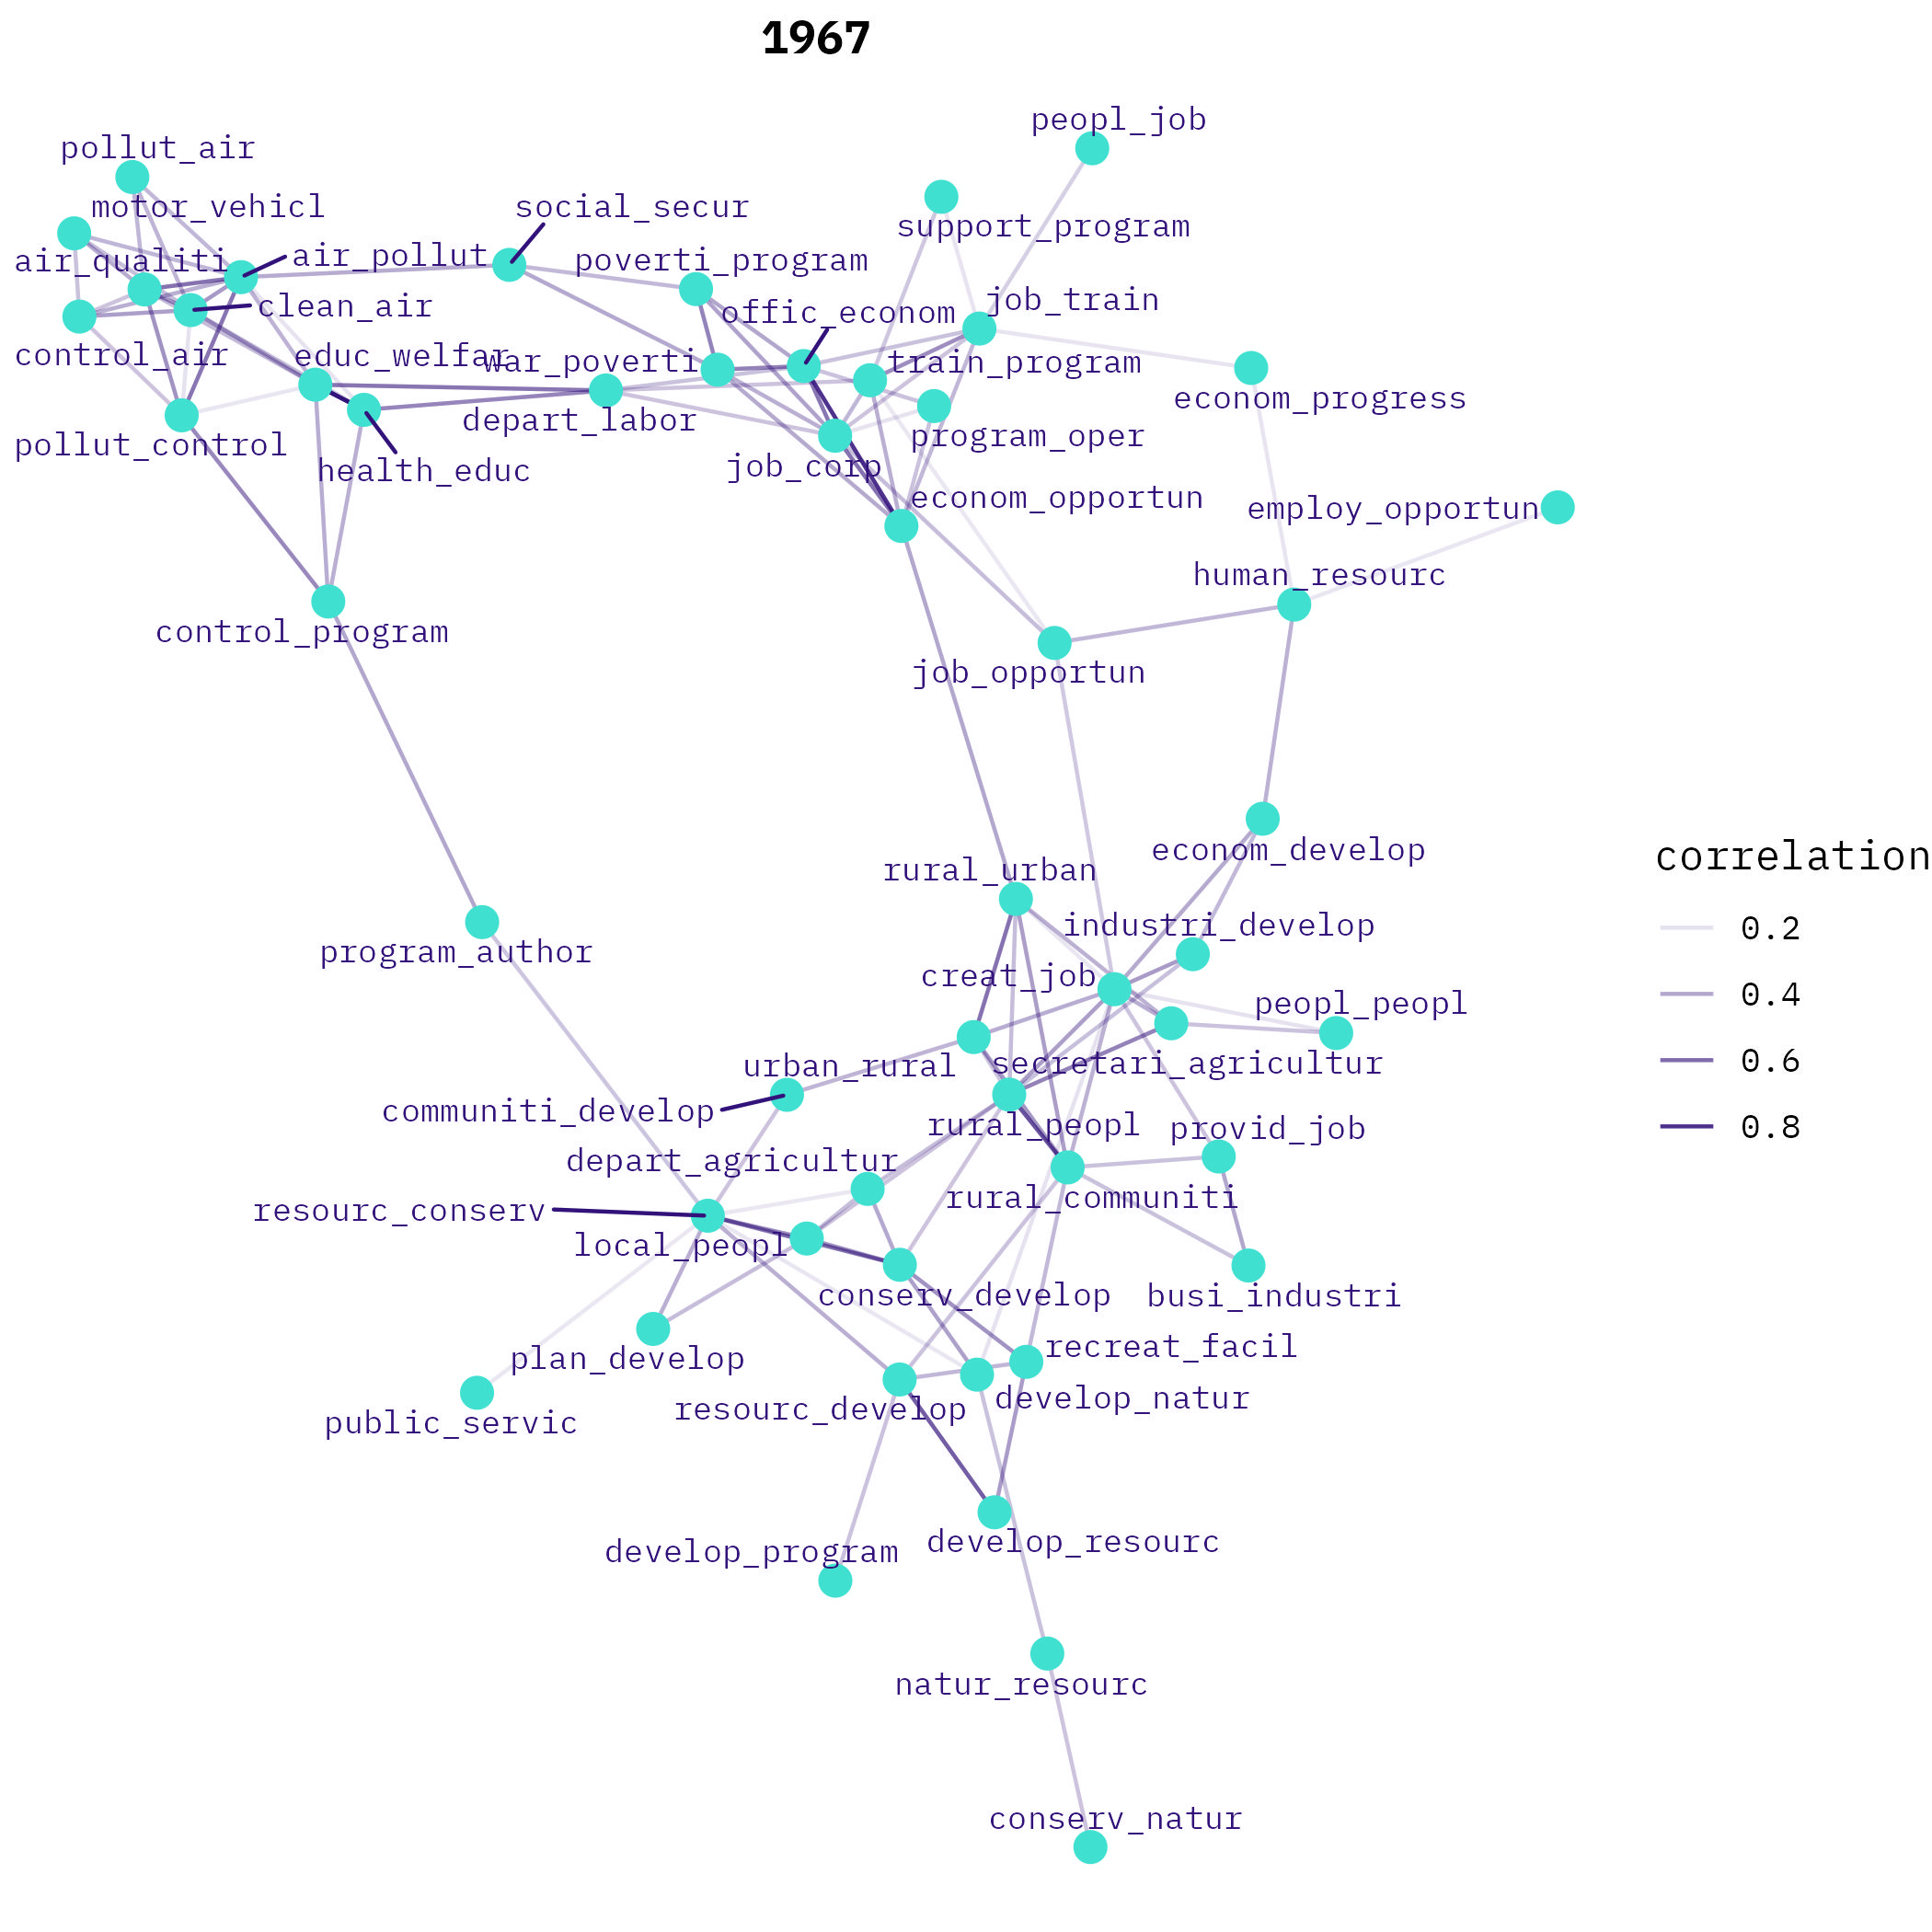 1967
peopl_job
pollut_air
motor_vehicl
social_secur
support_program
air_qualiti
air_pollut
poverti_program
clean_air
offic_econom
job_train
control_air
educ_welfar
war_poverti
train_program
econom_progress
depart_labor
program_oper
pollut_control
health_educ
job_corp
econom_opportun
employ_opportun
human_resourc
control_program
job_opportun
econom_develop
correlation
rural_urban
industri_develop
0.2
program_author
creat_job
peopl_peopl
0.4
urban_rural
secretari_agricultur
0.6
communiti_develop
rural_peopl
provid_job
0.8
depart_agricultur
resourc_conserv
rural_communiti
local_peopl
conserv_develop
busi_industri
plan_develop
recreat_facil
public_servic
resourc_develop
develop_natur
develop_program
develop_resourc
natur_resourc
conserv_natur